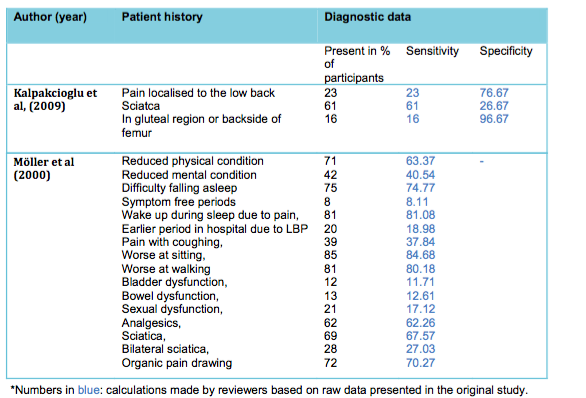 Author (year) Patient history Diagnostic data
Present in % of participants Sensitivity Specificity
Kalpakcioglu et al, (2009) Pain localised to the low back 23 23 76.67
Sciatca 61 61 26.67
In gluteal region or backside of femur 16 16 96.67
Möller et al (2000) Reduced physical condition 71 63.37 -
Reduced mental condition 42 40.54
Difficulty falling asleep 75 74.77
Symptom free periods 8 8.11
Wake up during sleep due to pain, 81 81.08
Earlier period in hospital due to LBP 20 18.98
Pain with coughing, 39 37.84
Worse at sitting, 85 84.68
Worse at walking 81 80.18
Bladder dysfunction, 12 11.71
Bowel dysfunction, 13 12.61
Sexual dysfunction, 21 17.12
Analgesics, 62 62.26
Sciatica, 69 67.57
Bilateral sciatica, 28 27.03
Organic pain drawing 72 70.27
*Numbers in blue: calculations made by reviewers based on raw data presented in the original study.